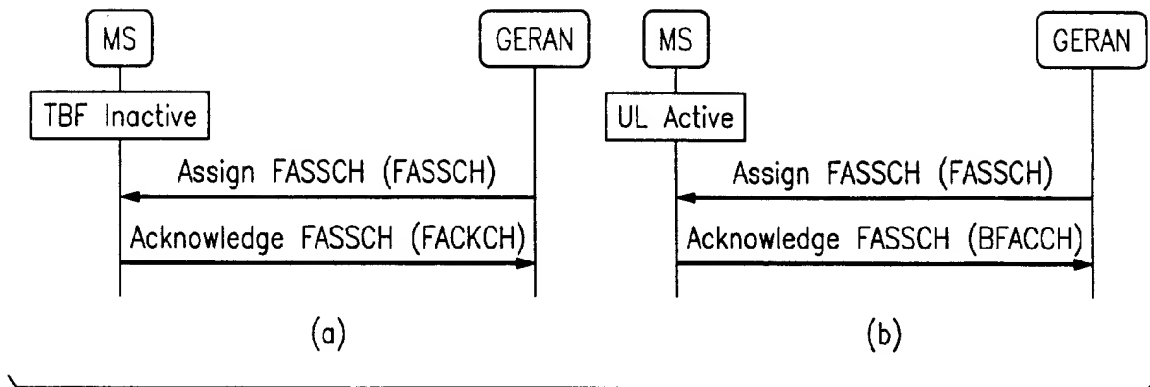 MS GERAN MS GERAN
TBF Inactive UL Active
Assign FASSCH (FASSCH) Assign FASSCH (FASSCH)
Acknowledge FASSCH (FACKCH) Acknowledge FASSCH (BFACCH)
(a) (b)